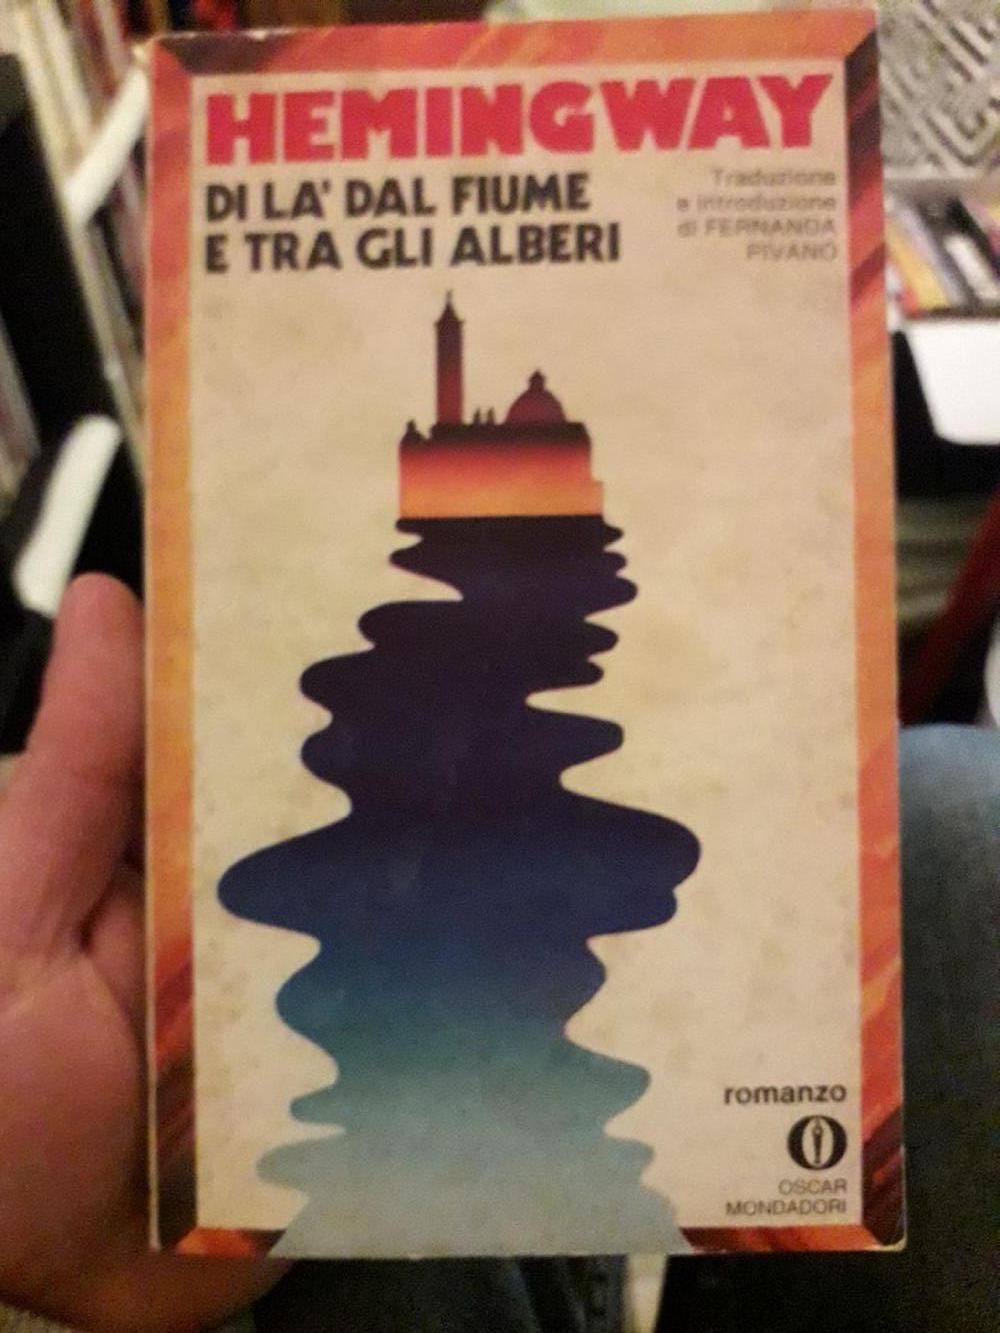 HEMINGWAY
DI LA' DAL FIUME
E TRA GLI ALBERI
Traduzione
e introduzione
di FERNANDA
PIVANO
romanzo
OSCAR
MONDADORI